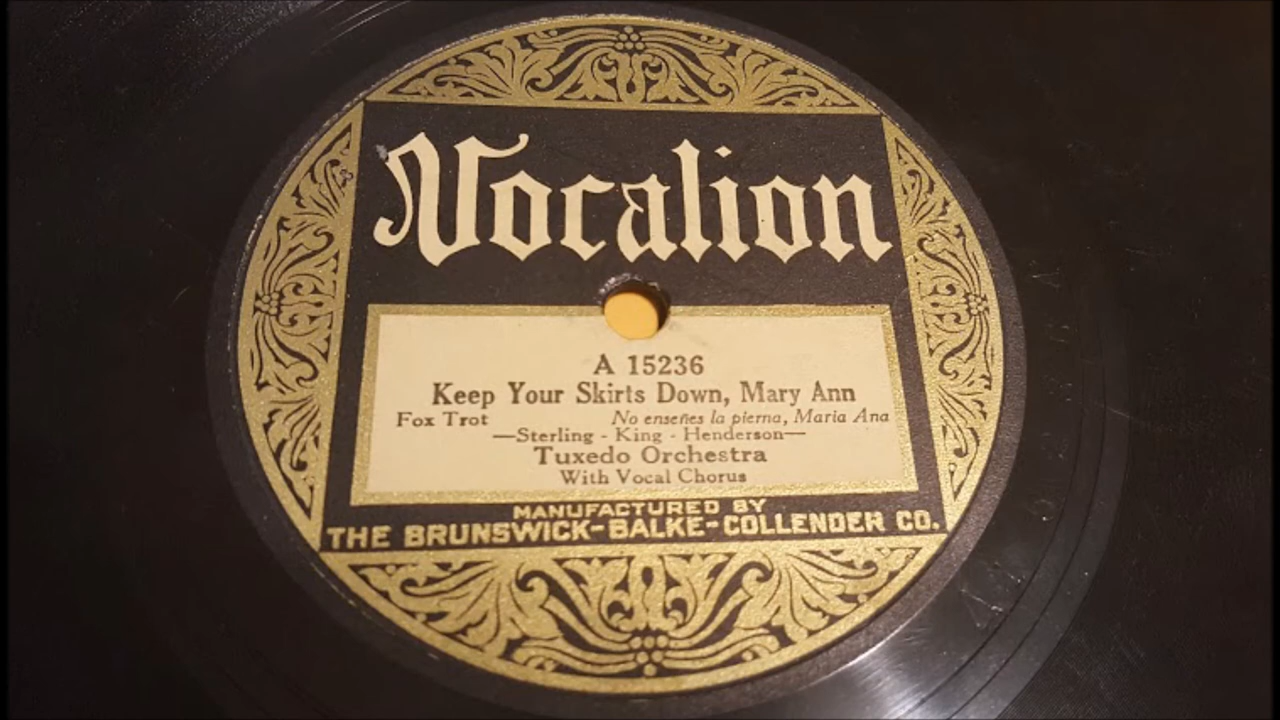 Vocalion
A 15236
Keep Your Skirts Down, Mary Ann
Fox Trot No enseñes la pierna, Maria Ana
—Sterling - King - Henderson—
Tuxedo Orchestra
With Vocal Chorus
MANUFACTURED BY
THE BRUNSWICK-BALKE-COLLENDER CO.